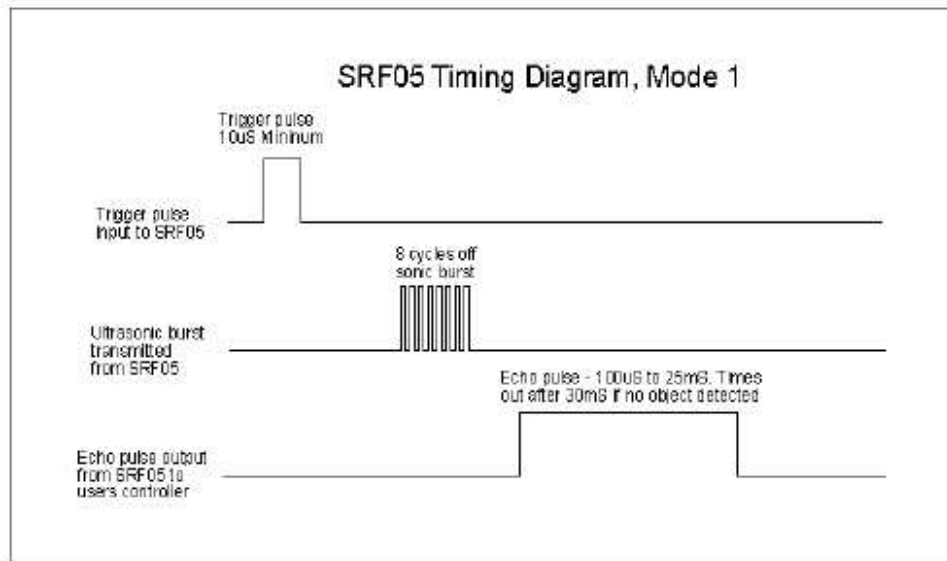 SRF05 Timing Diagram, Mode 1
Trigger pulse
10uS Mininum
Trigger pulse
input to SRF05
8 cycles off
sonic burst
Ultrasonic burst
transmitted
from SRF05
Echo pulse - 100uS to 25mS. Times
out after 30mS if no object detected
Echo pulse output
from SRF05 to
users controller